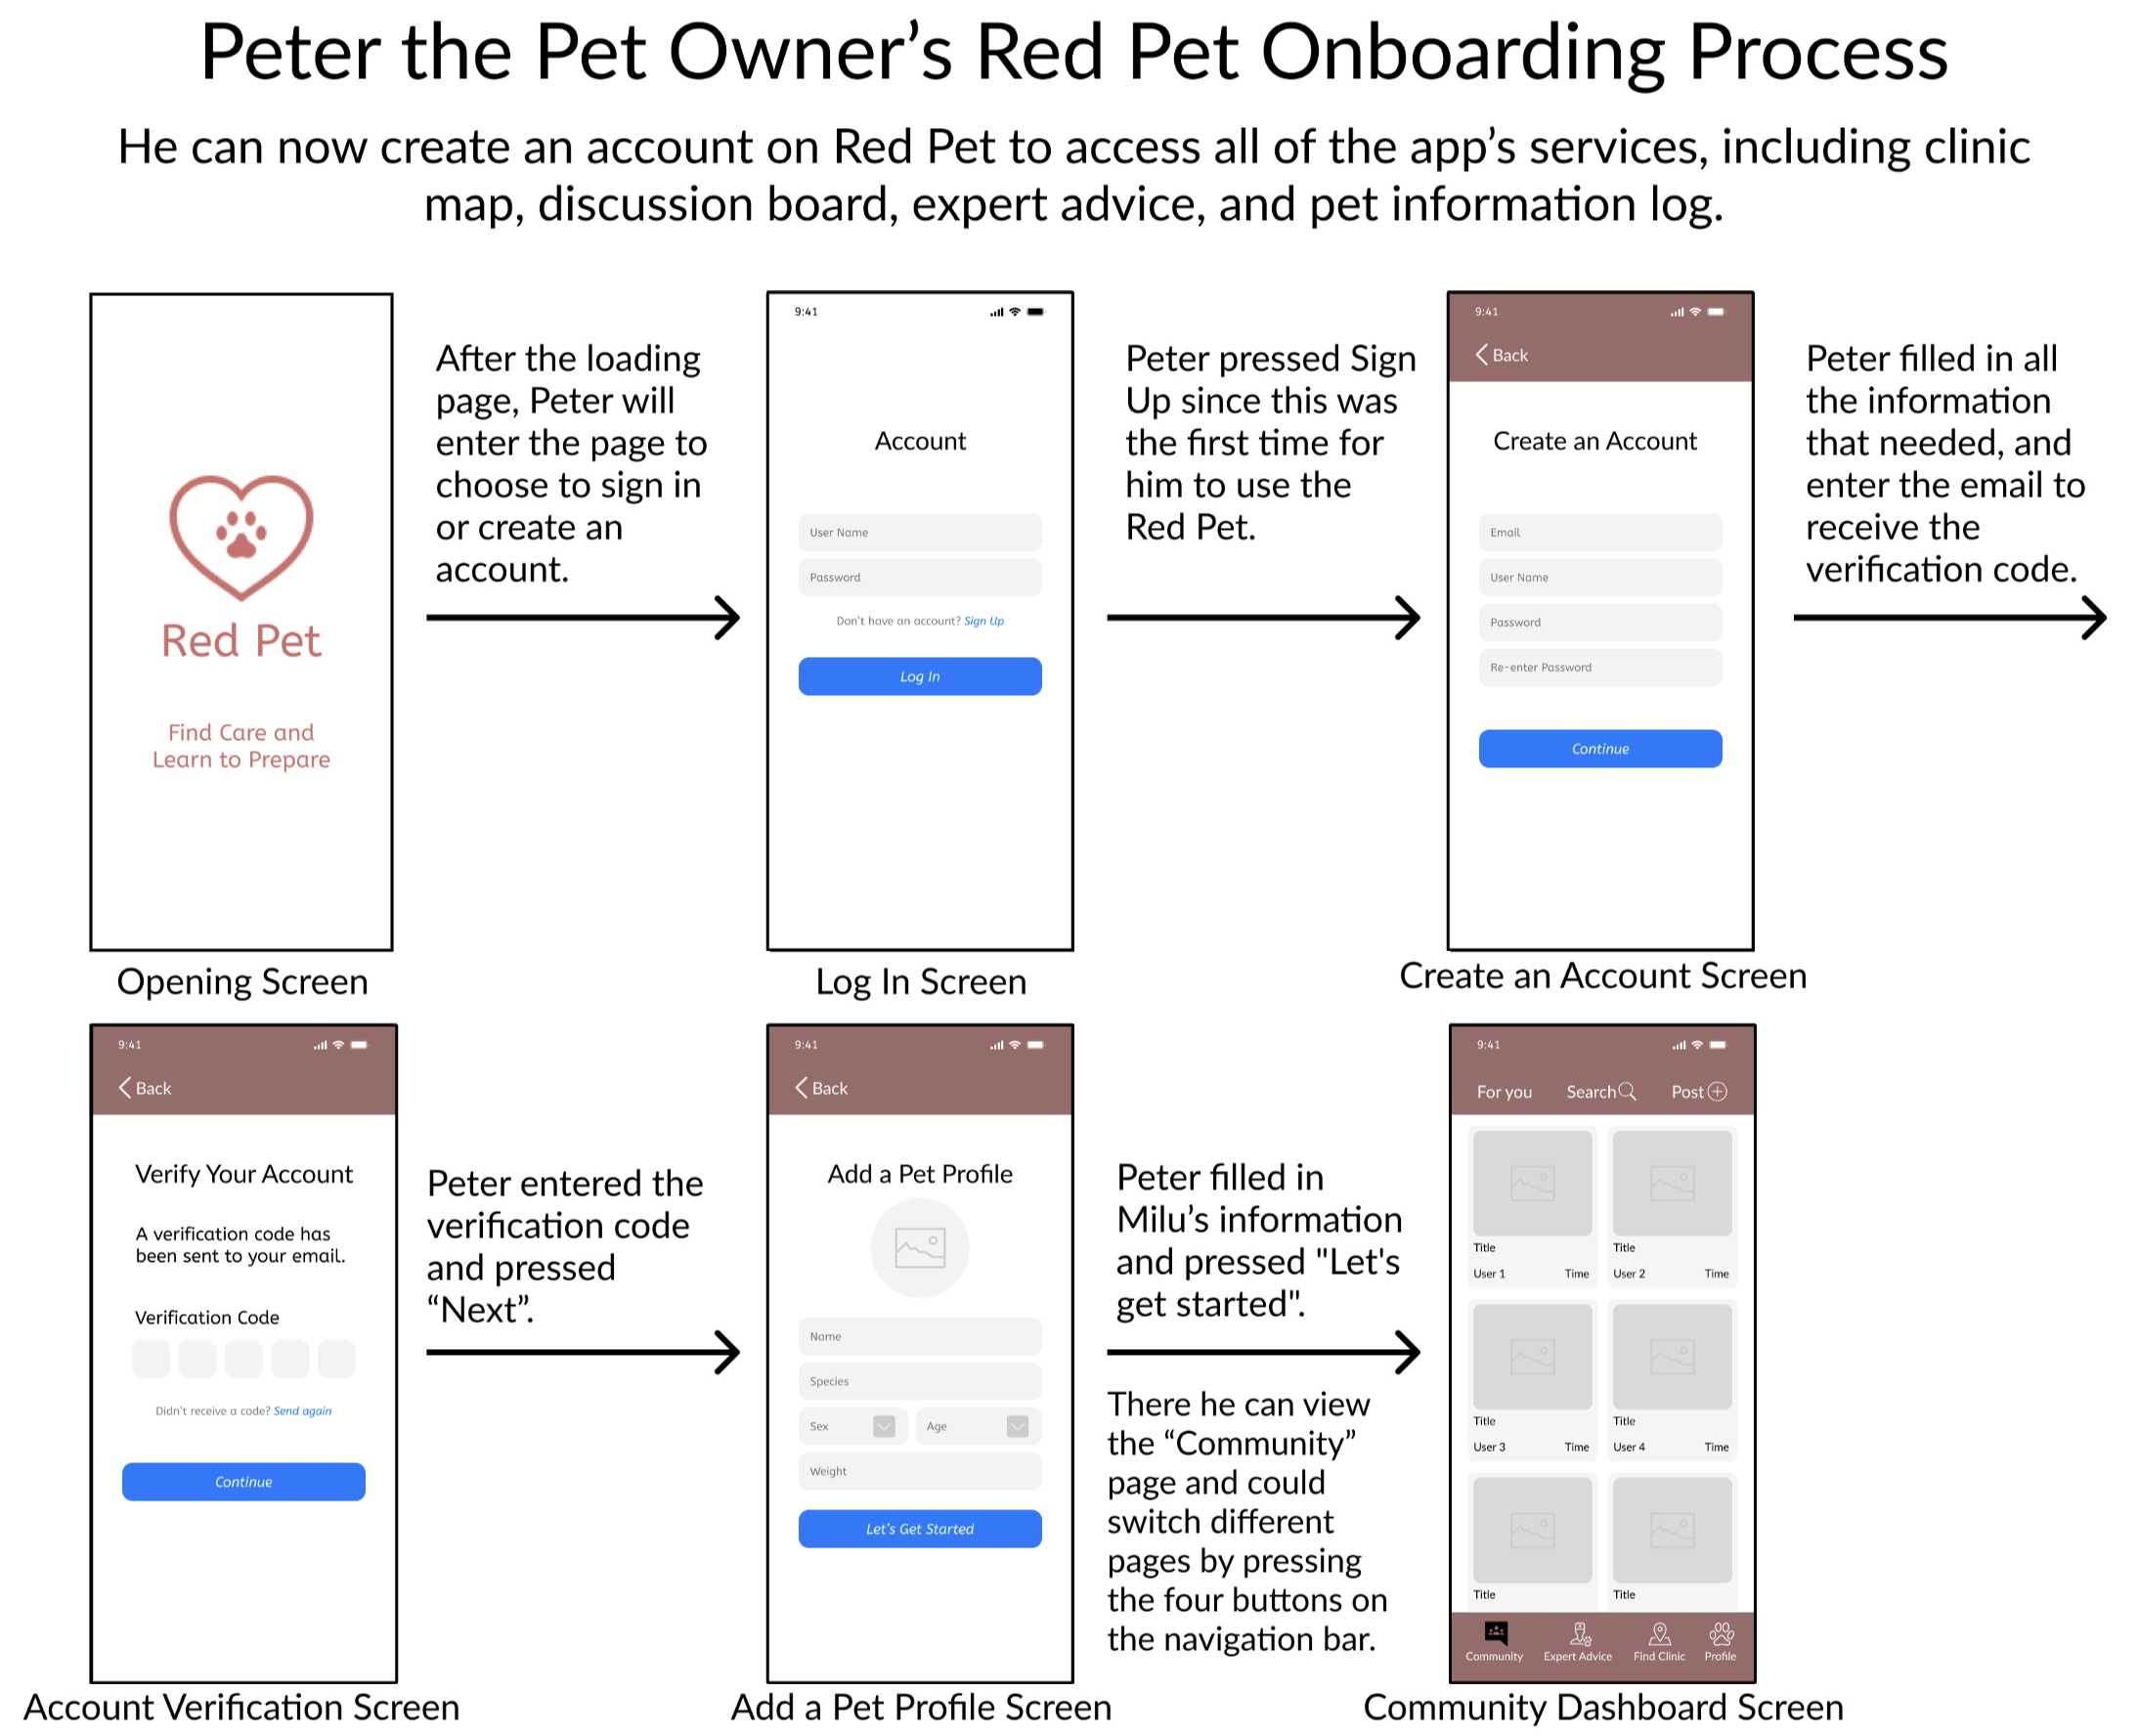 Peter the Pet Owner’s Red Pet Onboarding Process
He can now create an account on Red Pet to access all of the app’s services, including clinic
map, discussion board, expert advice, and pet information log.
Red Pet
Find Care and
Learn to Prepare
Opening Screen
After the loading
page, Peter will
enter the page to
choose to sign in
or create an
account.
9:41
Account
User Name
Password
Don’t have an account? Sign Up
Log In
Log In Screen
Peter pressed Sign
Up since this was
the first time for
him to use the
Red Pet.
9:41
Back
Create an Account
Email
User Name
Password
Re-enter Password
Continue
Create an Account Screen
Peter filled in all
the information
that needed, and
enter the email to
receive the
verification code.
9:41
Back
Verify Your Account
A verification code has
been sent to your email.
Verification Code
Didn’t receive a code? Send again
Continue
Account Verification Screen
Peter entered the
verification code
and pressed
“Next”.
9:41
Back
Add a Pet Profile
Name
Species
Sex Age
Weight
Let’s Get Started
Add a Pet Profile Screen
Peter filled in
Milu’s information
and pressed "Let's
get started".
There he can view
the “Community”
page and could
switch different
pages by pressing
the four buttons on
the navigation bar.
9:41
For you Search Post
Title Title
User 1 Time User 2 Time
Title Title
User 3 Time User 4 Time
Title Title
Community Expert Advice Find Clinic Profile
Community Dashboard Screen